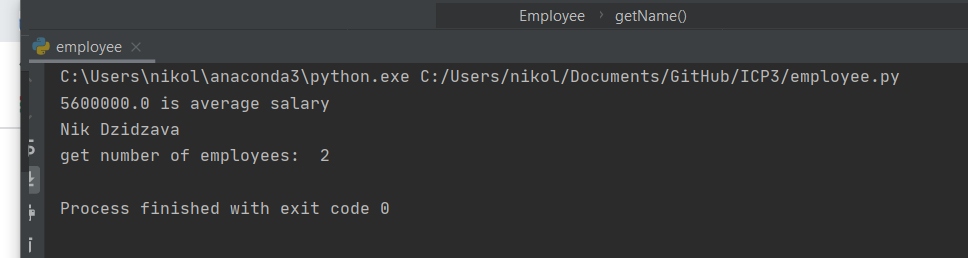 Employee › getName()
employee ×
C:\Users\nikol\anaconda3\python.exe C:/Users/nikol/Documents/GitHub/ICP3/employee.py
5600000.0 is average salary
Nik Dzidzava
get number of employees:  2
Process finished with exit code 0